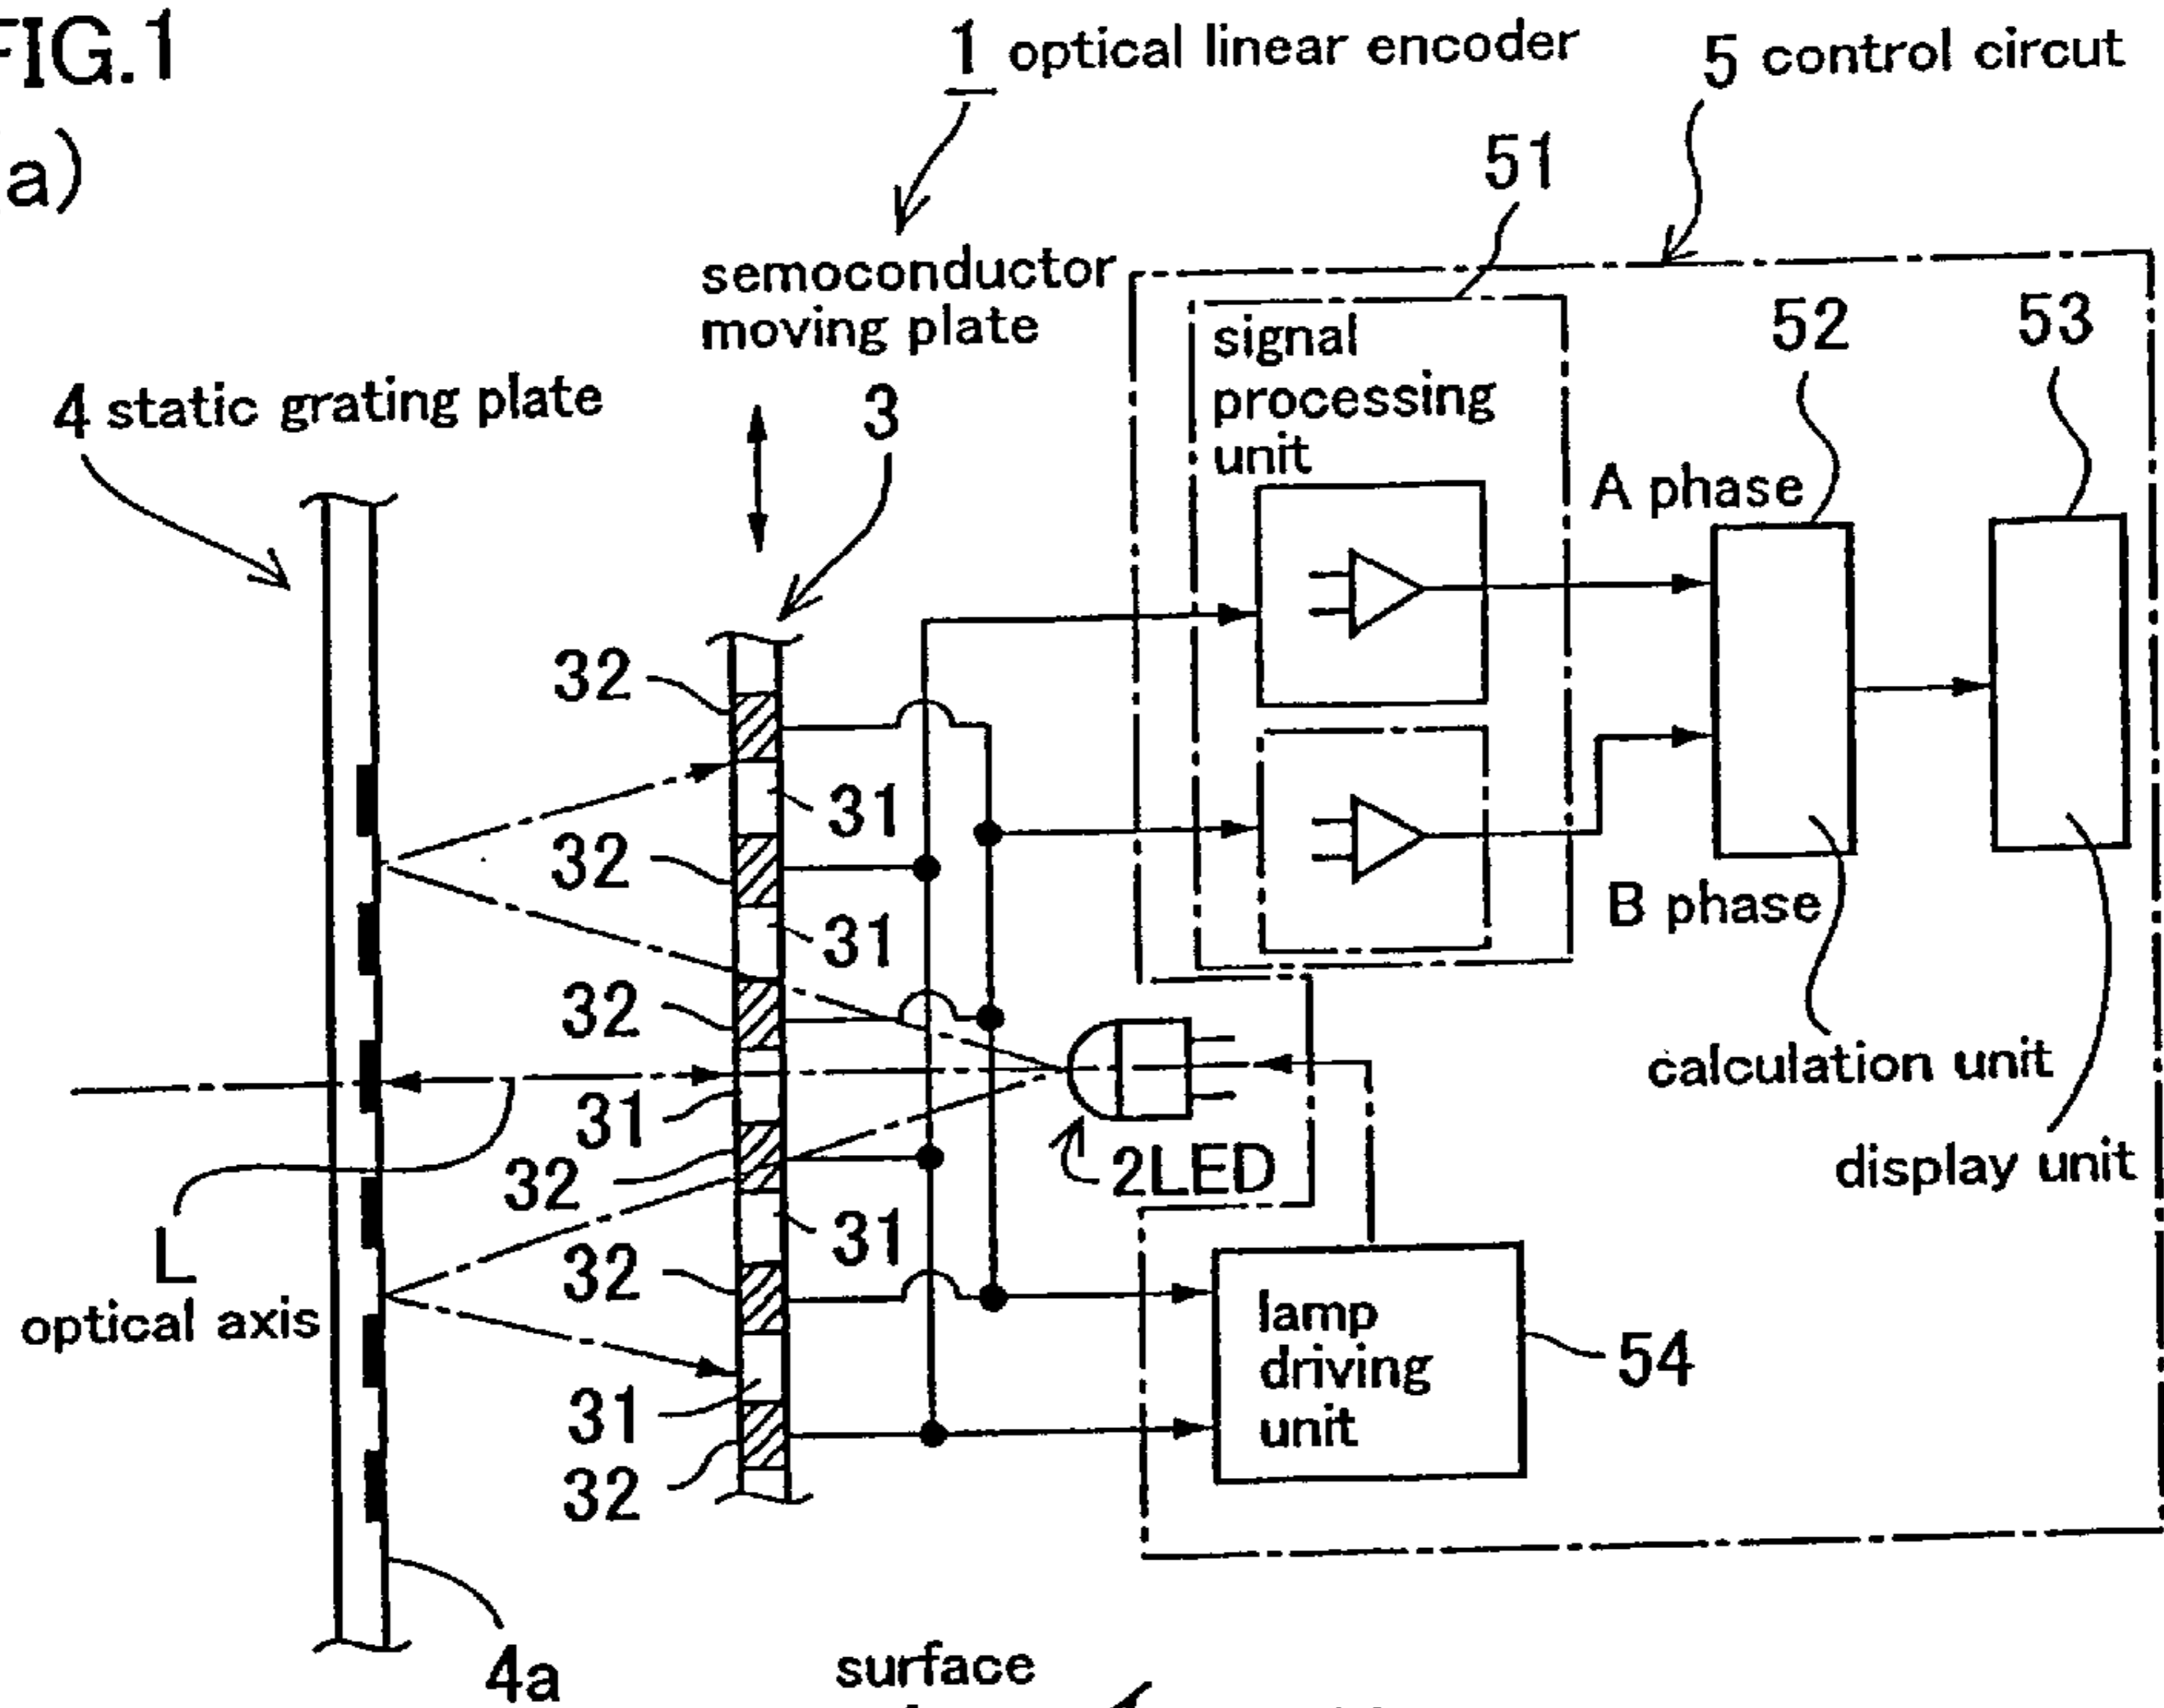 FIG.1
(a)
1 optical linear encoder
5 control circut
51
semoconductor
moving plate
3
4 static grating plate
signal
processing
unit
52
53
A phase
B phase
32
31
32
31
32
31
32
31
32
31
32
2LED
calculation unit
display unit
L
optical axis
lamp
driving
unit
54
4a
surface